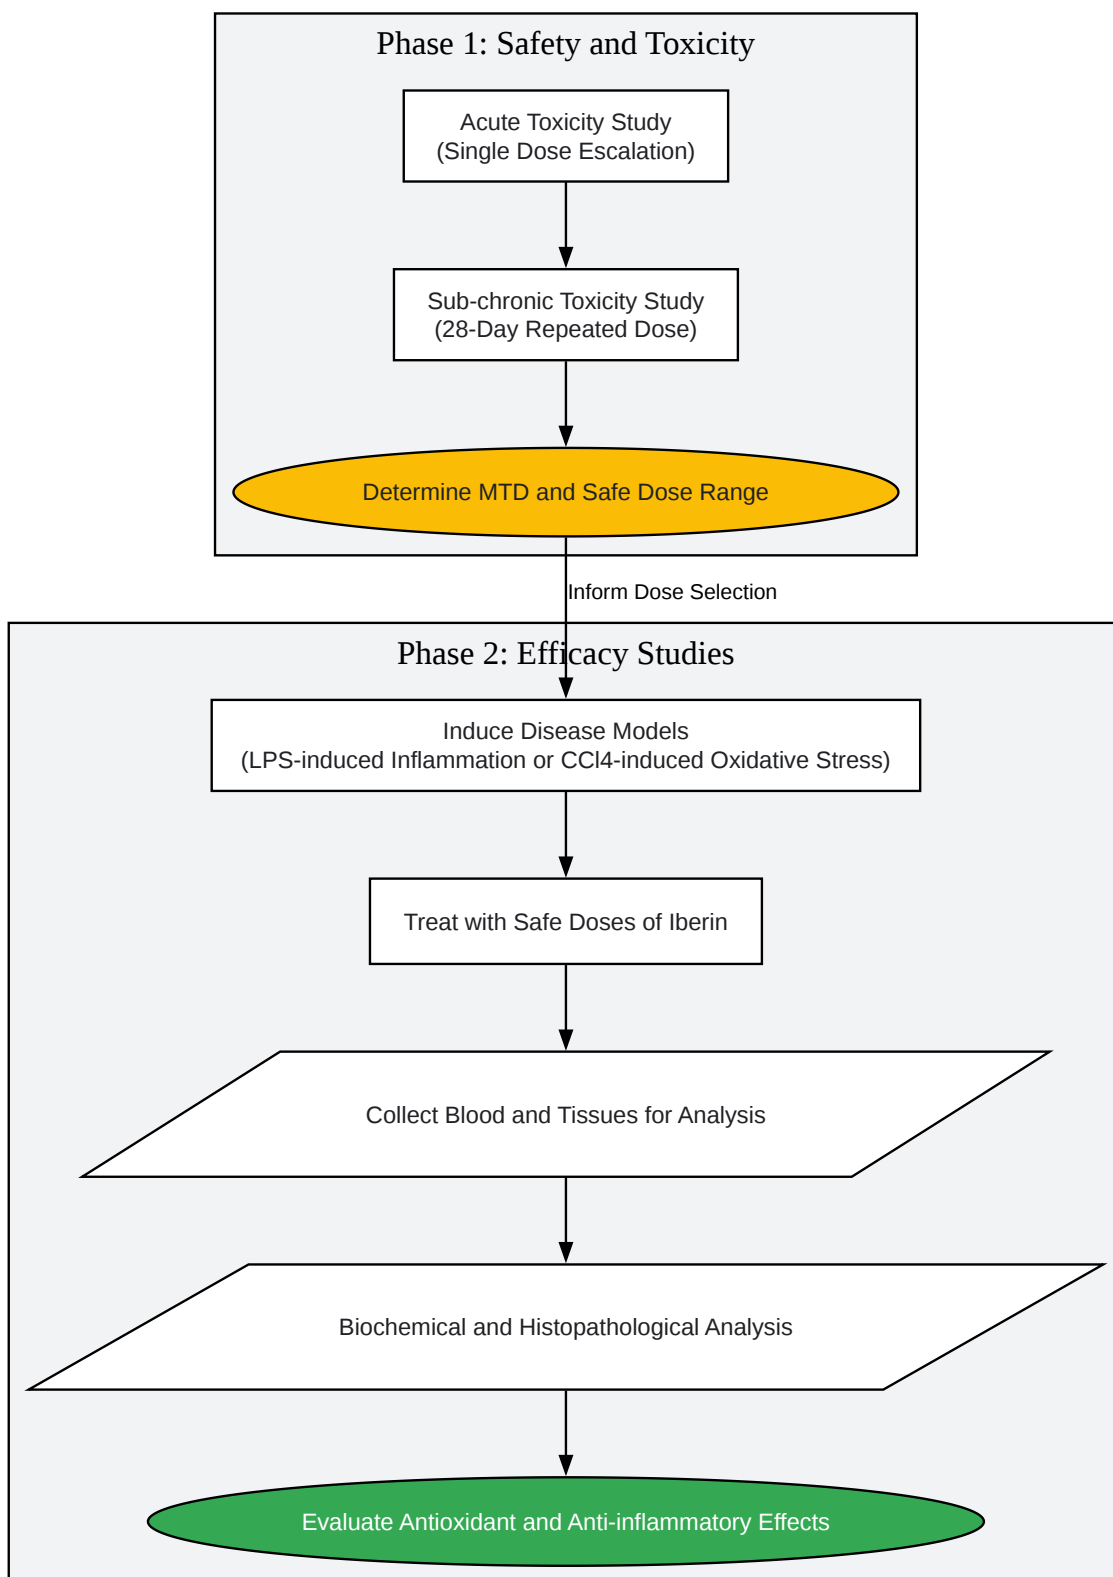 Phase 1: Safety and Toxicity
Acute Toxicity Study
(Single Dose Escalation)
Sub-chronic Toxicity Study
(28-Day Repeated Dose)
Determine MTD and Safe Dose Range
Inform Dose Selection
Phase 2: Efficacy Studies
Induce Disease Models
(LPS-induced Inflammation or CCl4-induced Oxidative Stress)
Treat with Safe Doses of Iberin
Collect Blood and Tissues for Analysis
Biochemical and Histopathological Analysis
Evaluate Antioxidant and Anti-inflammatory Effects